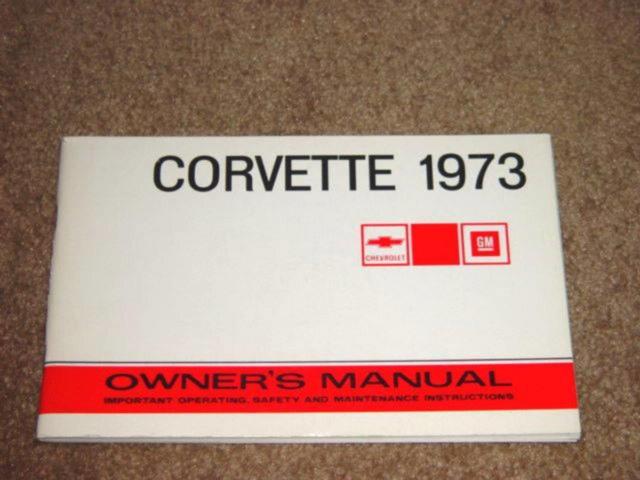 CORVETTE 1973
CHEVROLET
GM
OWNER'S MANUAL
IMPORTANT OPERATING, SAFETY AND MAINTENANCE INSTRUCTIONS